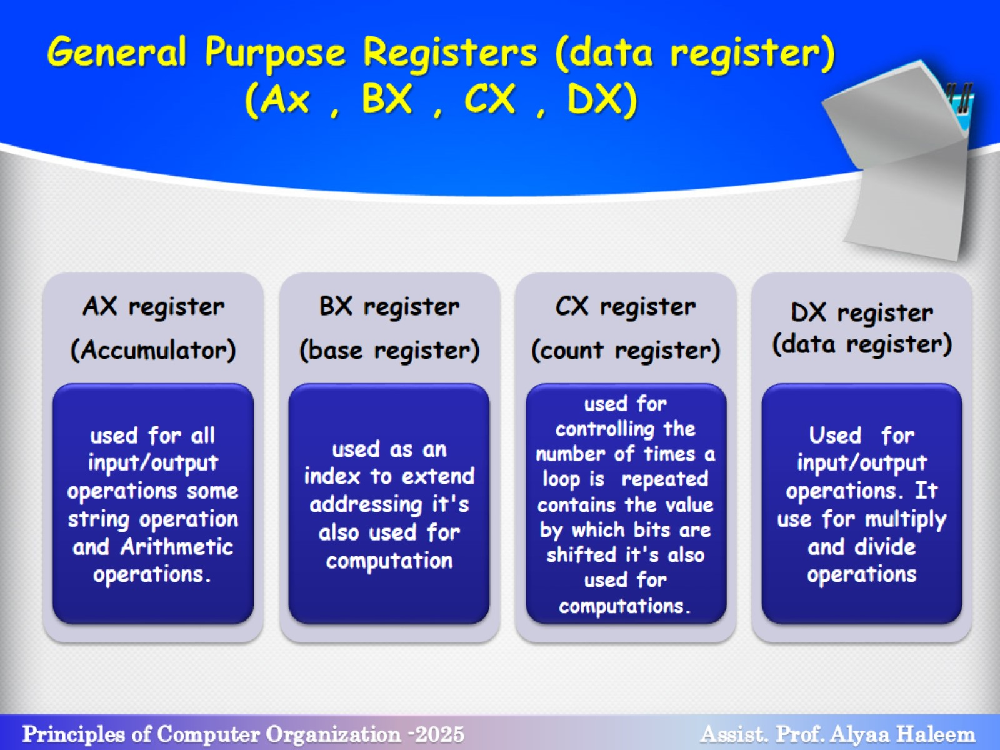 General Purpose Registers (data register)
(Ax , BX , CX , DX)
AX register
(Accumulator)
used for all
input/output
operations some
string operation
and Arithmetic
operations.
BX register
(base register)
used as an
index to extend
addressing it's
also used for
computation
CX register
(count register)
used for
controlling the
number of times a
loop is repeated
contains the value
by which bits are
shifted it's also
used for
computations.
DX register
(data register)
Used for
input/output
operations. It
use for multiply
and divide
operations
Principles of Computer Organization -2025
Assist. Prof. Alyaa Haleem